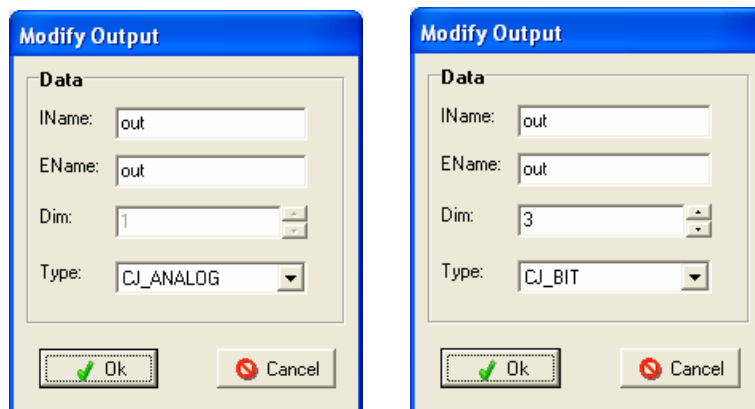 Modify Output
Data
IName: out
EName: out
Dim: 1
Type: CJ_ANALOG
Ok Cancel
Modify Output
Data
IName: out
EName: out
Dim: 3
Type: CJ_BIT
Ok Cancel